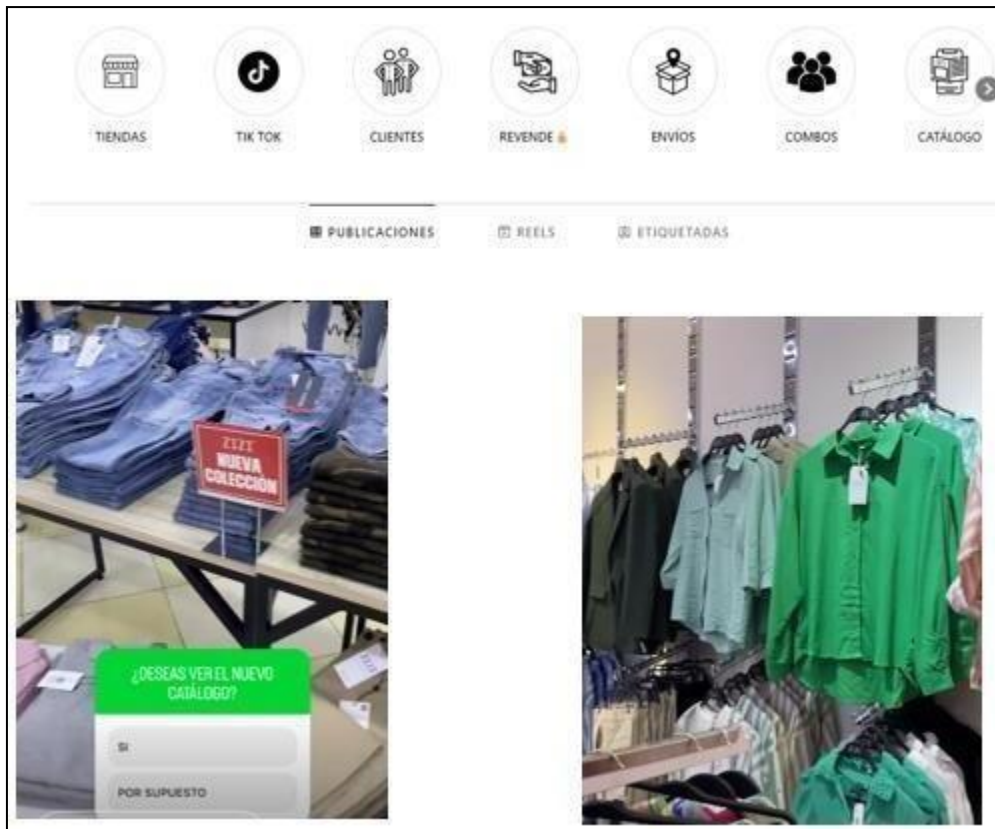 TIENDAS
TIK TOK
CLIENTES
REVENDE
ENVÍOS
COMBOS
CATÁLOGO
PUBLICACIONES
REELS
ETIQUETADAS
ZIZI
NUEVA
COLECCIÓN
¿DESEAS VER EL NUEVO
CATÁLOGO?
SI
POR SUPUESTO